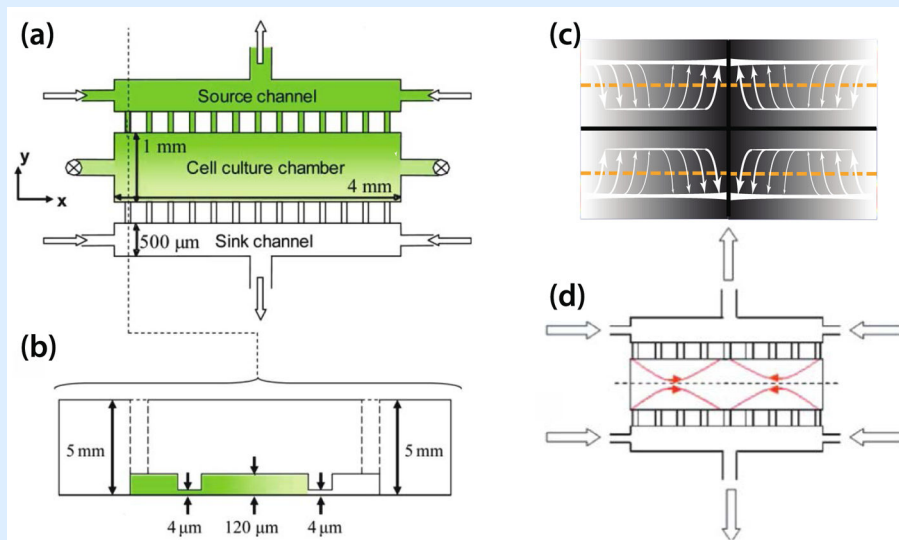 (a)
Source channel
1 mm
Cell culture chamber
4 mm
y
x
500 μm
Sink channel
(b)
5 mm
5 mm
4 μm
120 μm
4 μm
(c)
(d)